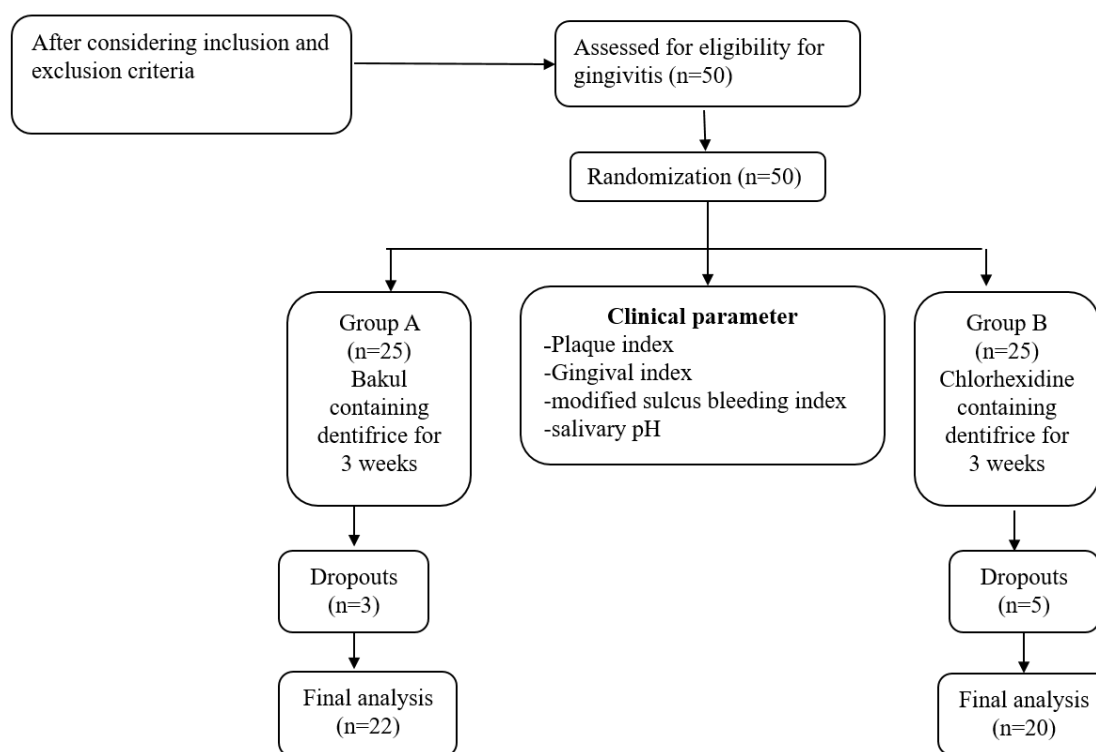 After considering inclusion and
exclusion criteria
Assessed for eligibility for
gingivitis (n=50)
Randomization (n=50)
Group A
(n=25)
Bakul
containing
dentifrice for
3 weeks
Clinical parameter
-Plaque index
-Gingival index
-modified sulcus bleeding index
-salivary pH
Group B
(n=25)
Chlorhexidine
containing
dentifrice for
3 weeks
Dropouts
(n=3)
Dropouts
(n=5)
Final analysis
(n=22)
Final analysis
(n=20)